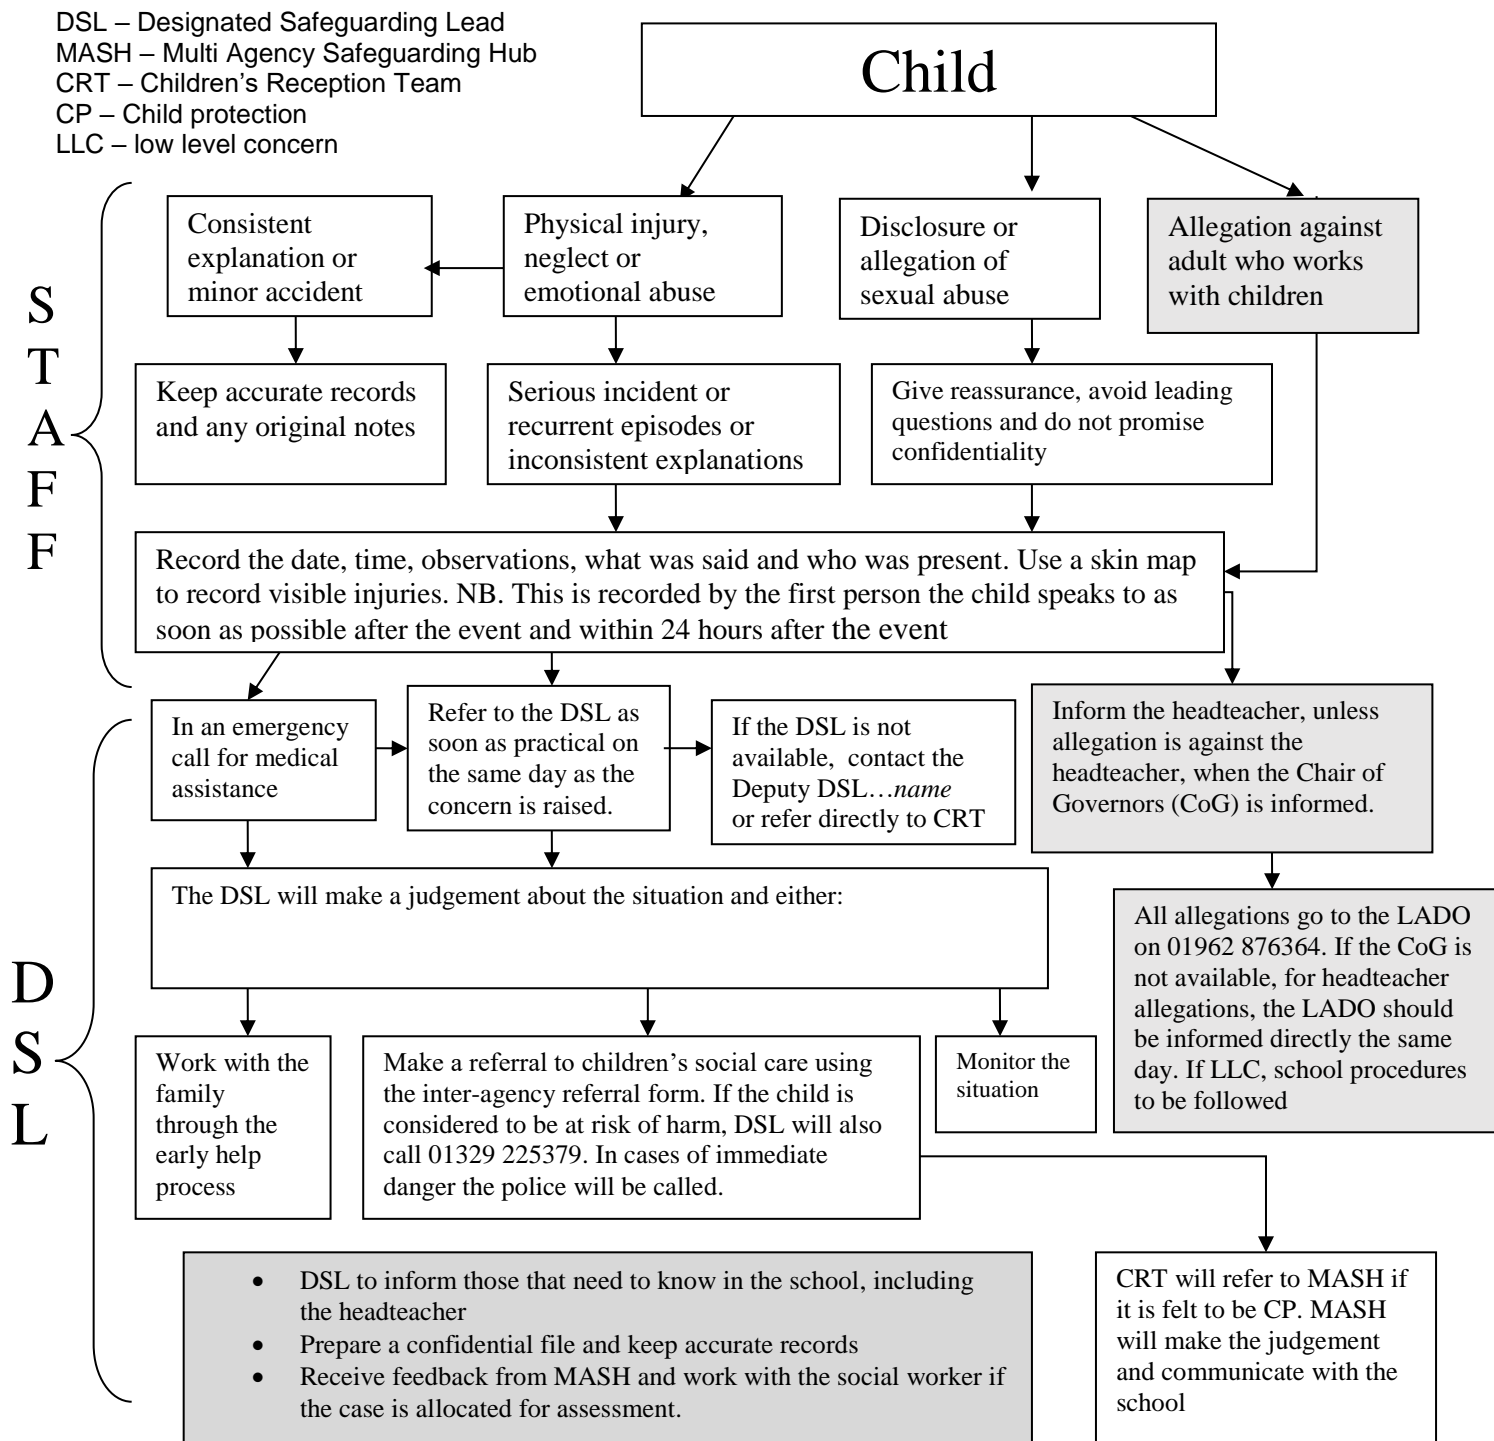 DSL – Designated Safeguarding Lead
MASH – Multi Agency Safeguarding Hub
CRT – Children's Reception Team
CP – Child protection
LLC – low level concern
Child
S
T
A
F
F
Consistent
explanation or
minor accident
Physical injury,
neglect or
emotional abuse
Disclosure or
allegation of
sexual abuse
Allegation against
adult who works
with children
Keep accurate records
and any original notes
Serious incident or
recurrent episodes or
inconsistent explanations
Give reassurance, avoid leading
questions and do not promise
confidentiality
Record the date, time, observations, what was said and who was present. Use a skin map
to record visible injuries. NB. This is recorded by the first person the child speaks to as
soon as possible after the event and within 24 hours after the event
D
S
L
In an emergency
call for medical
assistance
Refer to the DSL as
soon as practical on
the same day as the
concern is raised.
If the DSL is not
available, contact the
Deputy DSL…name
or refer directly to CRT
Inform the headteacher, unless
allegation is against the
headteacher, when the Chair of
Governors (CoG) is informed.
The DSL will make a judgement about the situation and either:
All allegations go to the LADO
on 01962 876364. If the CoG is
not available, for headteacher
allegations, the LADO should
be informed directly the same
day. If LLC, school procedures
to be followed
Work with the
family
through the
early help
process
Make a referral to children's social care using
the inter-agency referral form. If the child is
considered to be at risk of harm, DSL will also
call 01329 225379. In cases of immediate
danger the police will be called.
Monitor the
situation
• DSL to inform those that need to know in the school, including
the headteacher
• Prepare a confidential file and keep accurate records
• Receive feedback from MASH and work with the social worker if
the case is allocated for assessment.
CRT will refer to MASH if
it is felt to be CP. MASH
will make the judgement
and communicate with the
school